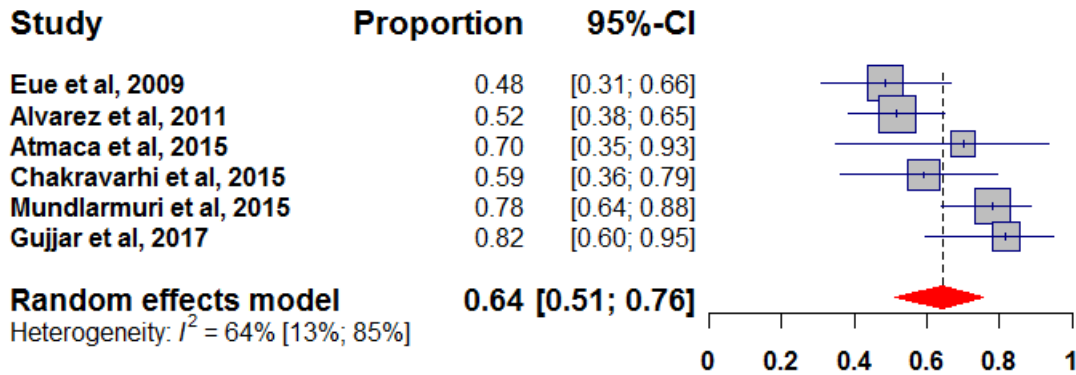 Study Proportion 95%-CI
Eue et al, 2009 0.48 [0.31; 0.66]
Alvarez et al, 2011 0.52 [0.38; 0.65]
Atmaca et al, 2015 0.70 [0.35; 0.93]
Chakravarhi et al, 2015 0.59 [0.36; 0.79]
Mundlarmuri et al, 2015 0.78 [0.64; 0.88]
Gujjar et al, 2017 0.82 [0.60; 0.95]
Random effects model 0.64 [0.51; 0.76]
Heterogeneity: I² = 64% [13%; 85%]
0 0.2 0.4 0.6 0.8 1